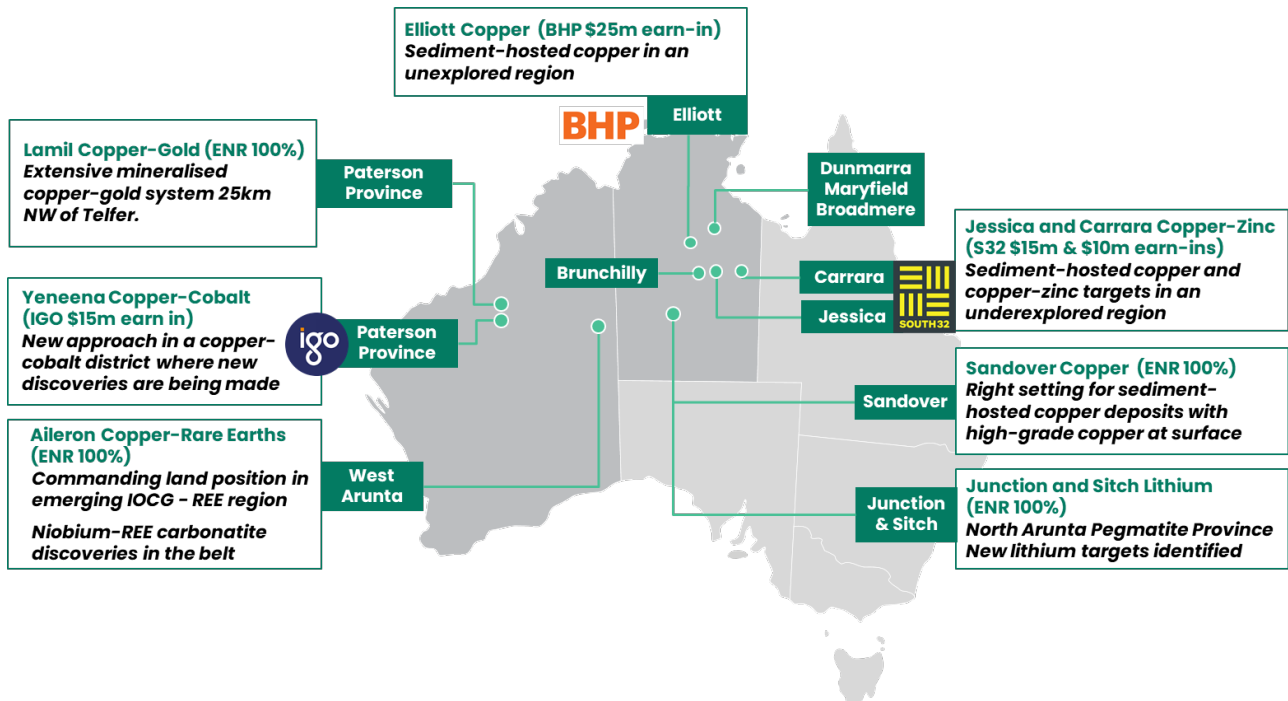 Elliott Copper (BHP $25m earn-in)
Sediment-hosted copper in an
unexplored region
BHP
Elliott
Lamil Copper-Gold (ENR 100%)
Extensive mineralised
copper-gold system 25km
NW of Telfer.
Paterson
Province
Dunmarra
Maryfield
Broadmere
Jessica and Carrara Copper-Zinc
(S32 $15m & $10m earn-ins)
Sediment-hosted copper and
copper-zinc targets in an
underexplored region
Brunchilly
Carrara
Jessica
SOUTH32
Yeneena Copper-Cobalt
(IGO $15m earn in)
New approach in a copper-
cobalt district where new
discoveries are being made
igo
Paterson
Province
Sandover Copper (ENR 100%)
Right setting for sediment-
hosted copper deposits with
high-grade copper at surface
Sandover
Aileron Copper-Rare Earths
(ENR 100%)
Commanding land position in
emerging IOCG - REE region
Niobium-REE carbonatite
discoveries in the belt
West
Arunta
Junction
& Sitch
Junction and Sitch Lithium
(ENR 100%)
North Arunta Pegmatite Province
New lithium targets identified